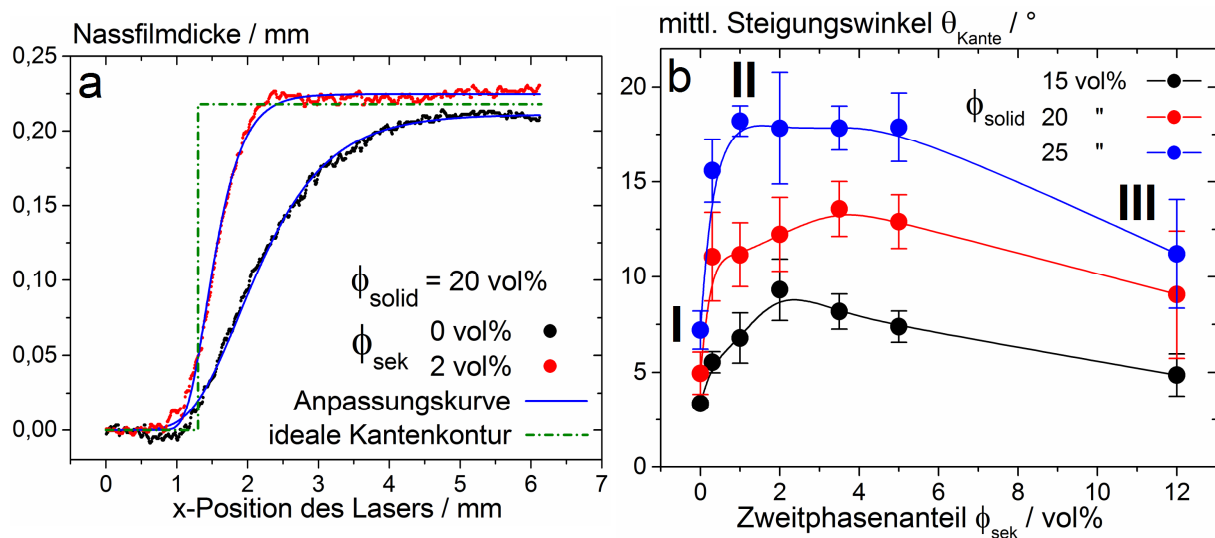 Nassfilmdicke / mm
a
0,25
0,20
0,15
0,10
0,05
0,00
ϕsolid = 20 vol%
ϕsek
0 vol%
2 vol%
Anpassungskurve
ideale Kantenkontur
0 1 2 3 4 5 6 7
x-Position des Lasers / mm
mittl. Steigungswinkel θKante / °
b
20
15
10
5
0
I
II
III
ϕsolid
15 vol%
20 "
25 "
0 2 4 6 8 10 12
Zweitphasenanteil ϕsek / vol%